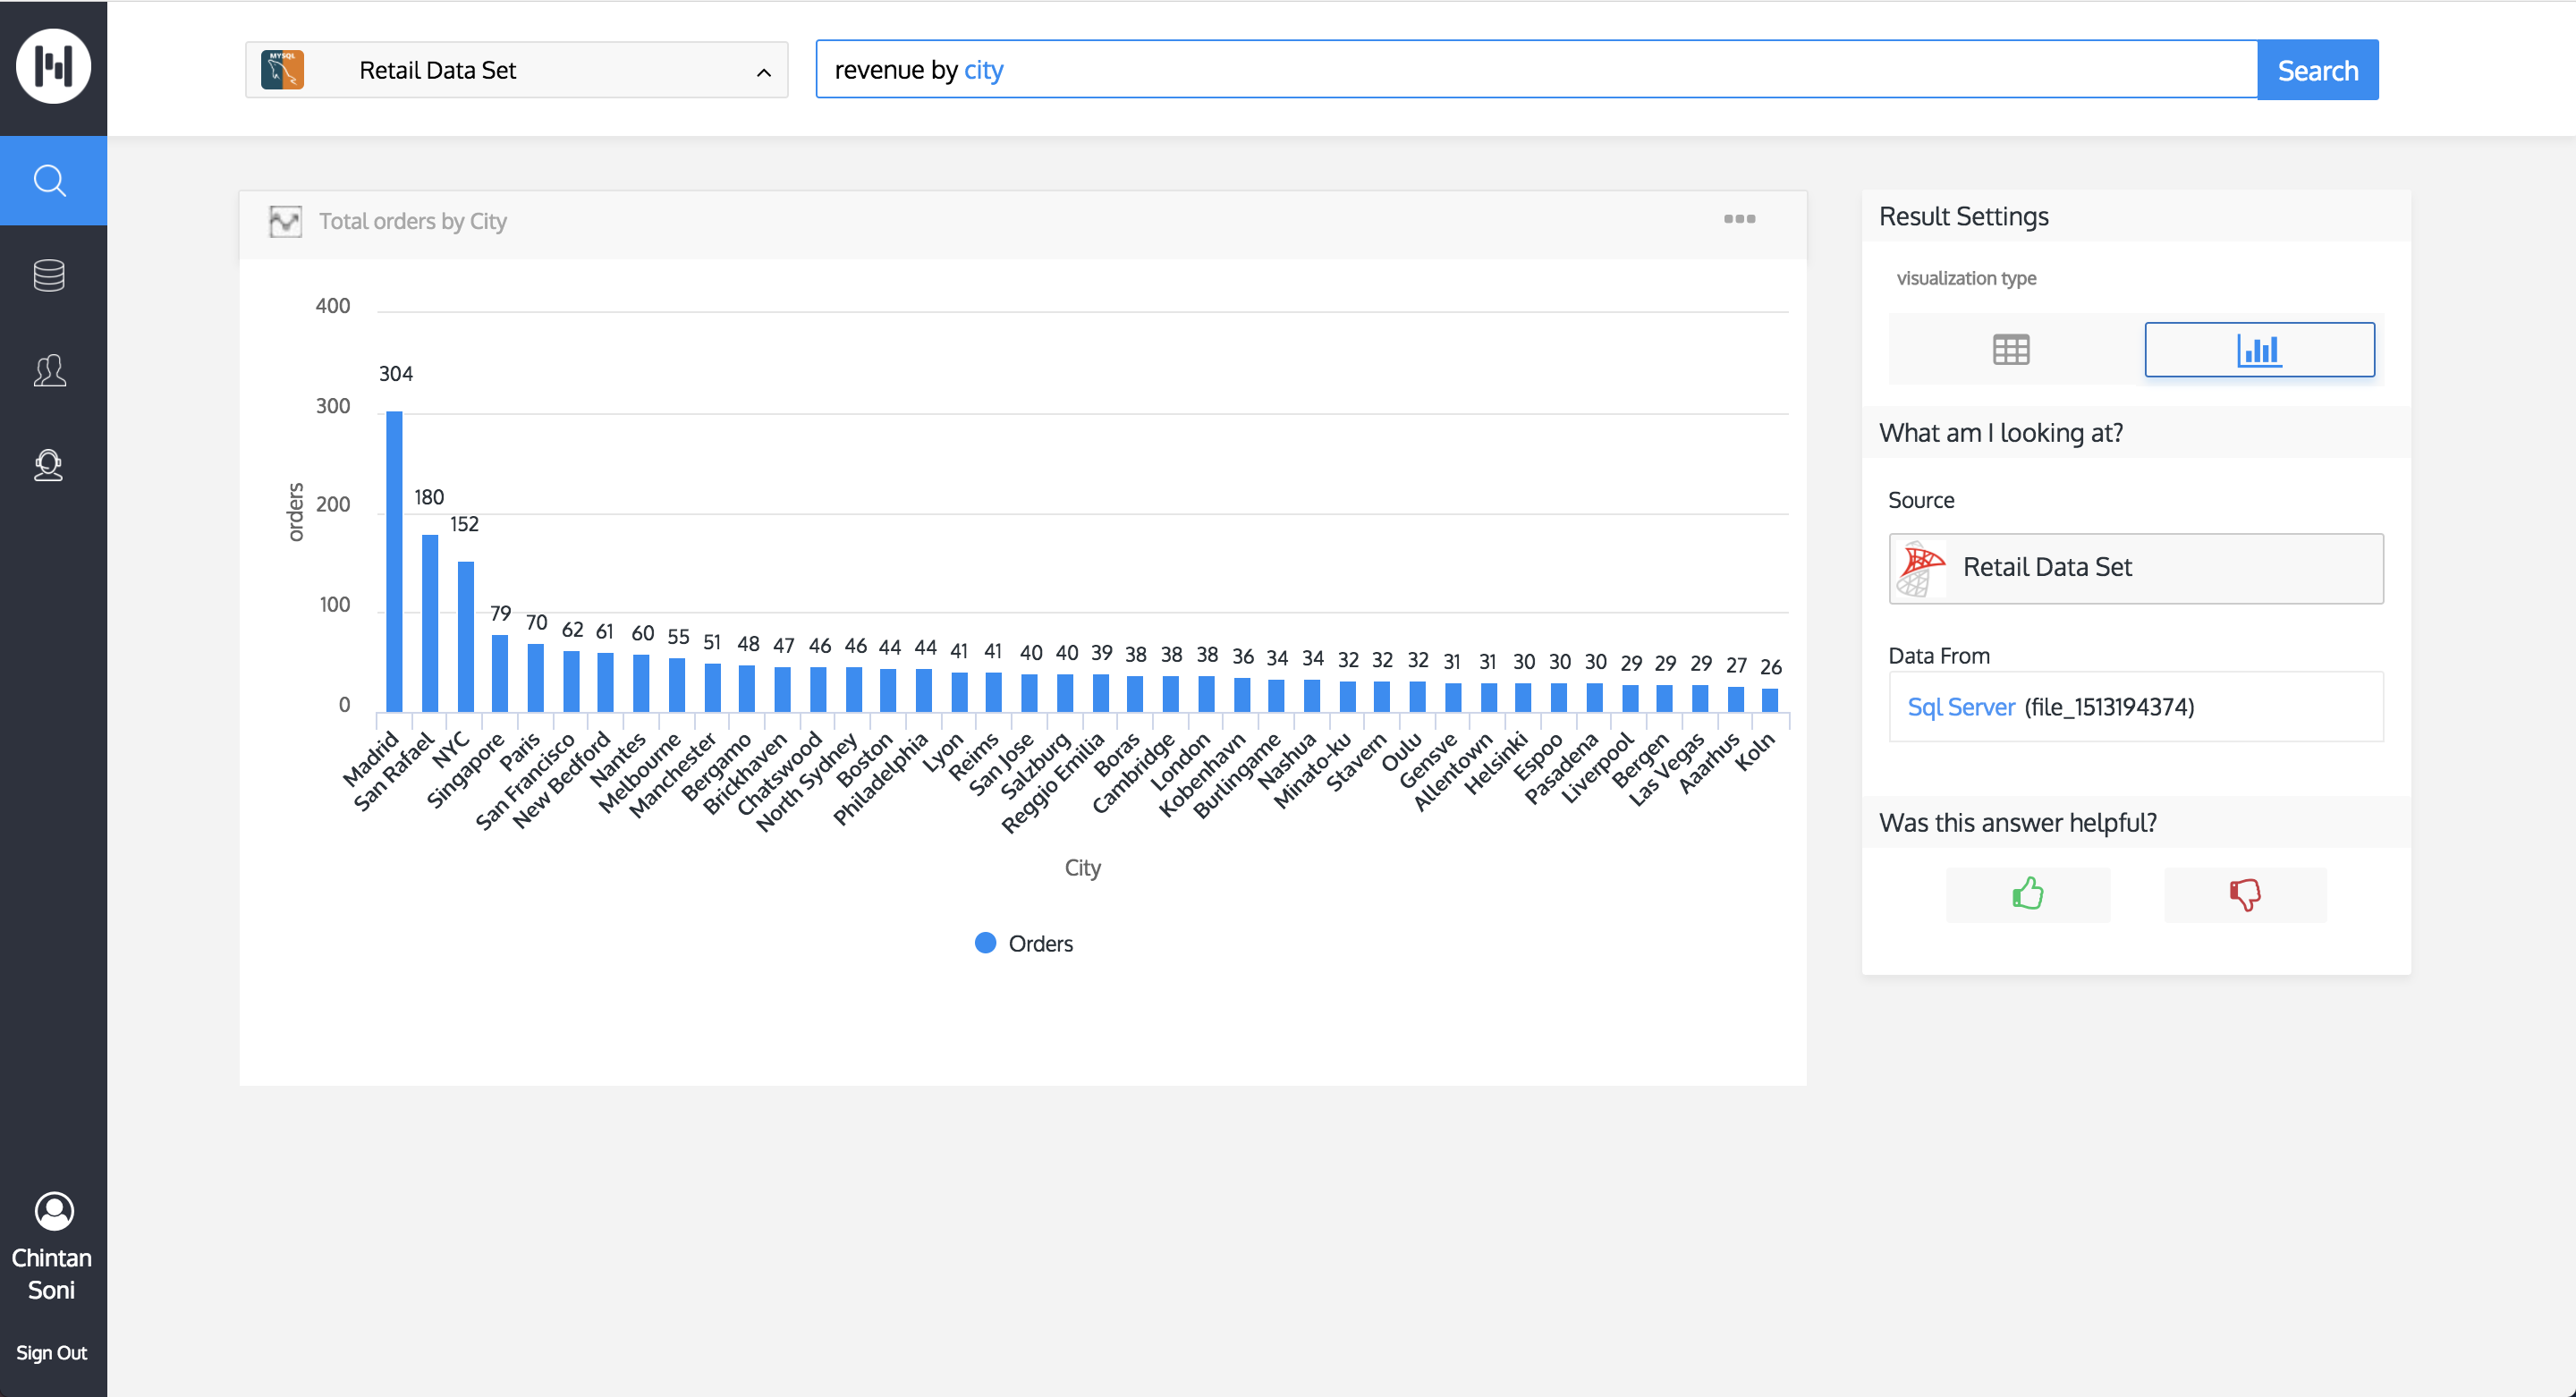 MYSQL
Retail Data Set
revenue by city
Search
Total orders by City
400
300
200
100
0
orders
304
180
152
79
70
62
61
60
55
51
48
47
46
46
44
44
41
41
40
40
39
38
38
38
36
34
34
32
32
32
31
31
30
30
30
29
29
29
27
26
Madrid
San Rafael
NYC
Singapore
Paris
San Francisco
New Bedford
Nantes
Melbourne
Manchester
Bergamo
Brickhaven
Chatswood
North Sydney
Boston
Philadelphia
Lyon
Reims
San Jose
Salzburg
Reggio Emilia
Boras
Cambridge
London
Kobenhavn
Burlingame
Nashua
Minato-ku
Stavern
Oulu
Gensve
Allentown
Helsinki
Espoo
Pasadena
Liverpool
Bergen
Las Vegas
Aaarhus
Koln
City
Orders
Result Settings
visualization type
What am I looking at?
Source
Retail Data Set
Data From
Sql Server (file_1513194374)
Was this answer helpful?
Chintan
Soni
Sign Out